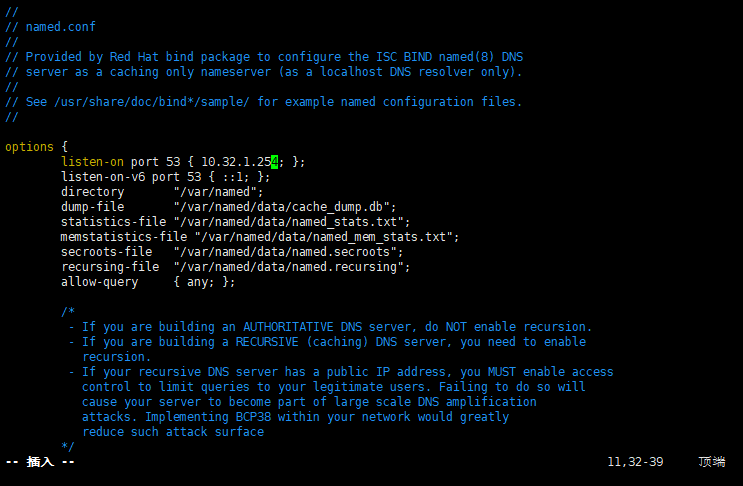 //
// named.conf
//
// Provided by Red Hat bind package to configure the ISC BIND named(8) DNS
// server as a caching only nameserver (as a localhost DNS resolver only).
//
// See /usr/share/doc/bind*/sample/ for example named configuration files.
//

options {
        listen-on port 53 { 10.32.1.254; };
        listen-on-v6 port 53 { ::1; };
        directory       "/var/named";
        dump-file       "/var/named/data/cache_dump.db";
        statistics-file "/var/named/data/named_stats.txt";
        memstatistics-file "/var/named/data/named_mem_stats.txt";
        secroots-file   "/var/named/data/named.secroots";
        recursing-file  "/var/named/data/named.recursing";
        allow-query     { any; };

        /*
         - If you are building an AUTHORITATIVE DNS server, do NOT enable recursion.
         - If you are building a RECURSIVE (caching) DNS server, you need to enable
           recursion.
         - If your recursive DNS server has a public IP address, you MUST enable access
           control to limit queries to your legitimate users. Failing to do so will
           cause your server to become part of large scale DNS amplification
           attacks. Implementing BCP38 within your network would greatly
           reduce such attack surface
        */
-- 插入 --                                                                            11,32-39     顶端